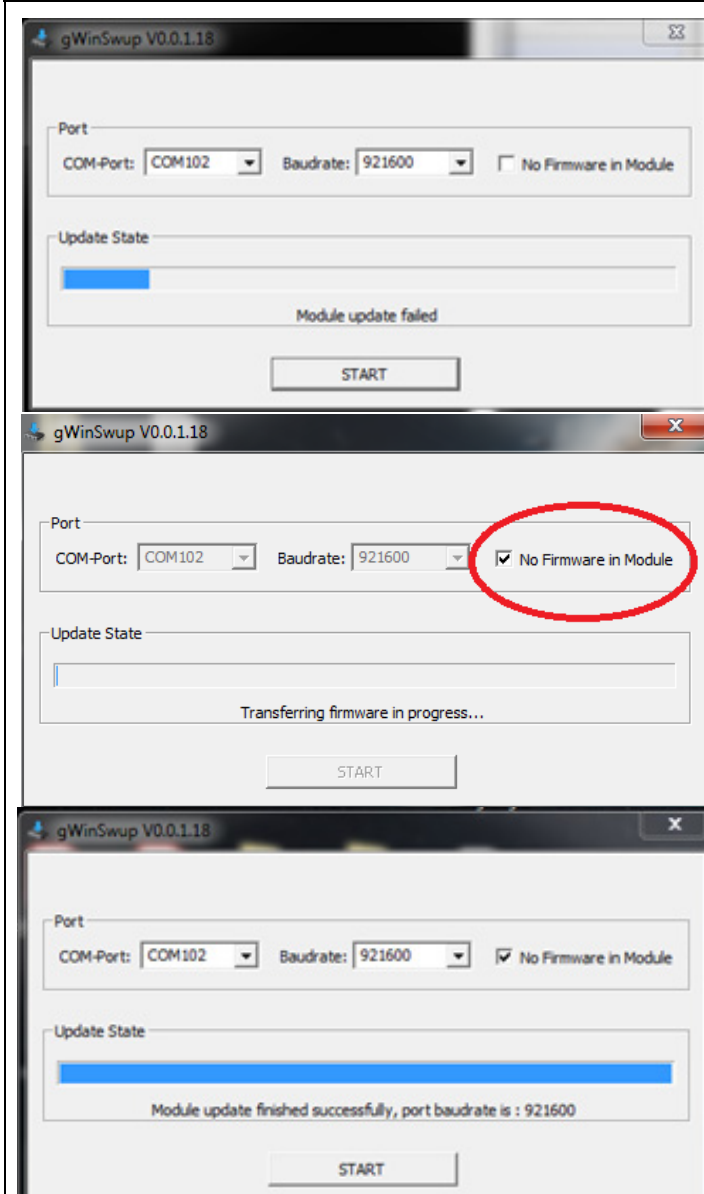 gWinSwup V0.0.1.18
Port
COM-Port: COM102 Baudrate: 921600 No Firmware in Module
Update State
Module update failed
START
gWinSwup V0.0.1.18
Port
COM-Port: COM102 Baudrate: 921600 No Firmware in Module
Update State
Transferring firmware in progress...
START
gWinSwup V0.0.1.18
Port
COM-Port: COM102 Baudrate: 921600 No Firmware in Module
Update State
Module update finished successfully, port baudrate is : 921600
START